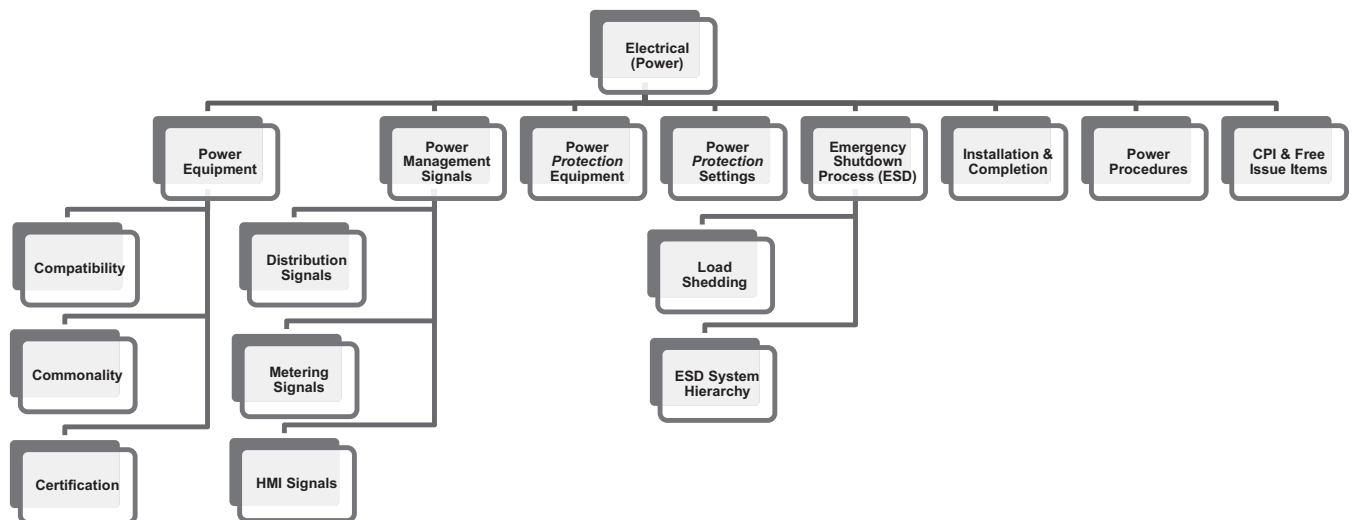 Electrical
(Power)
Power
Equipment
Power
Management
Signals
Power
Protection
Equipment
Power
Protection
Settings
Emergency
Shutdown
Process (ESD)
Installation &
Completion
Power
Procedures
CPI & Free
Issue Items
Compatibility
Distribution
Signals
Load
Shedding
Commonality
Metering
Signals
ESD System
Hierarchy
Certification
HMI Signals